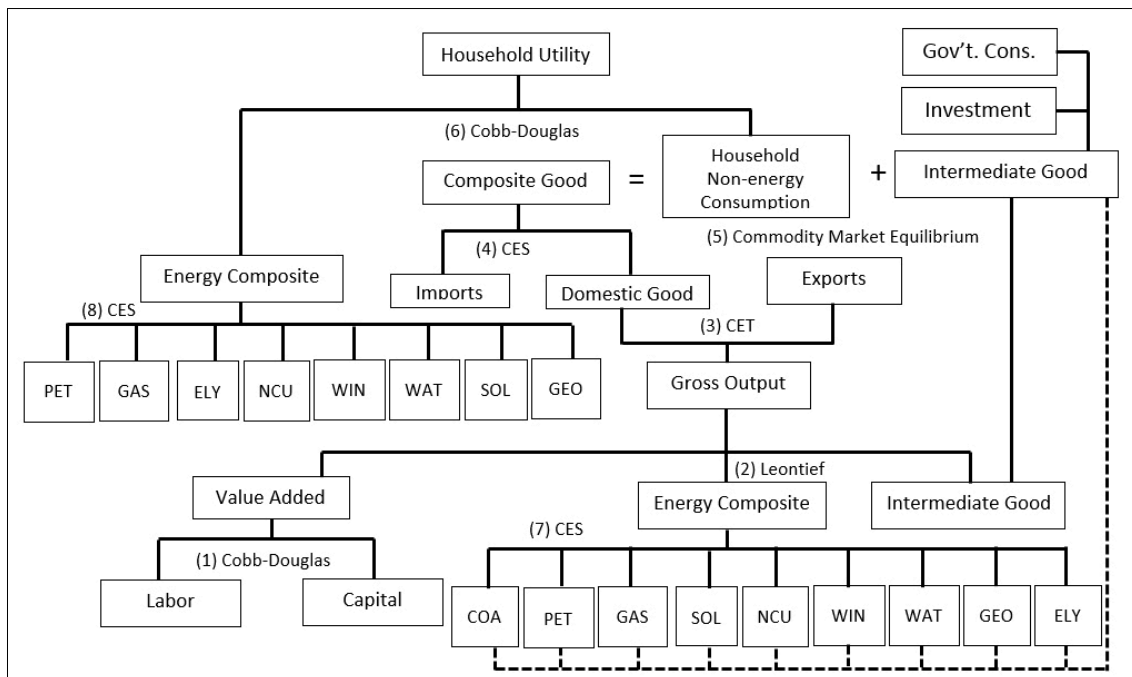 Household Utility
Gov't. Cons.
Investment
(6) Cobb-Douglas
Composite Good
=
Household
Non-energy
Consumption
+
Intermediate Good
(5) Commodity Market Equilibrium
(4) CES
Energy Composite
Imports
Domestic Good
Exports
(8) CES
(3) CET
PET
GAS
ELY
NCU
WIN
WAT
SOL
GEO
Gross Output
(2) Leontief
Value Added
Energy Composite
Intermediate Good
(7) CES
(1) Cobb-Douglas
Labor
Capital
COA
PET
GAS
SOL
NCU
WIN
WAT
GEO
ELY